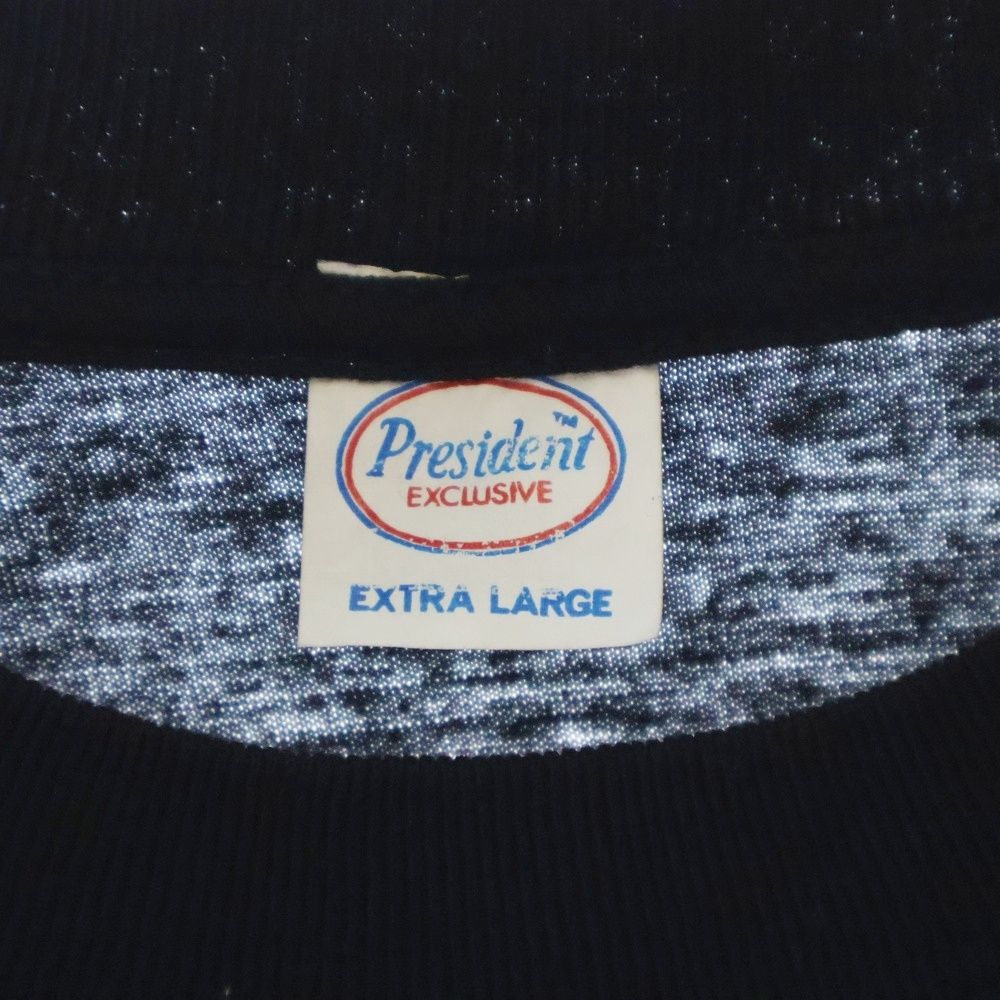 President™
EXCLUSIVE
EXTRA LARGE